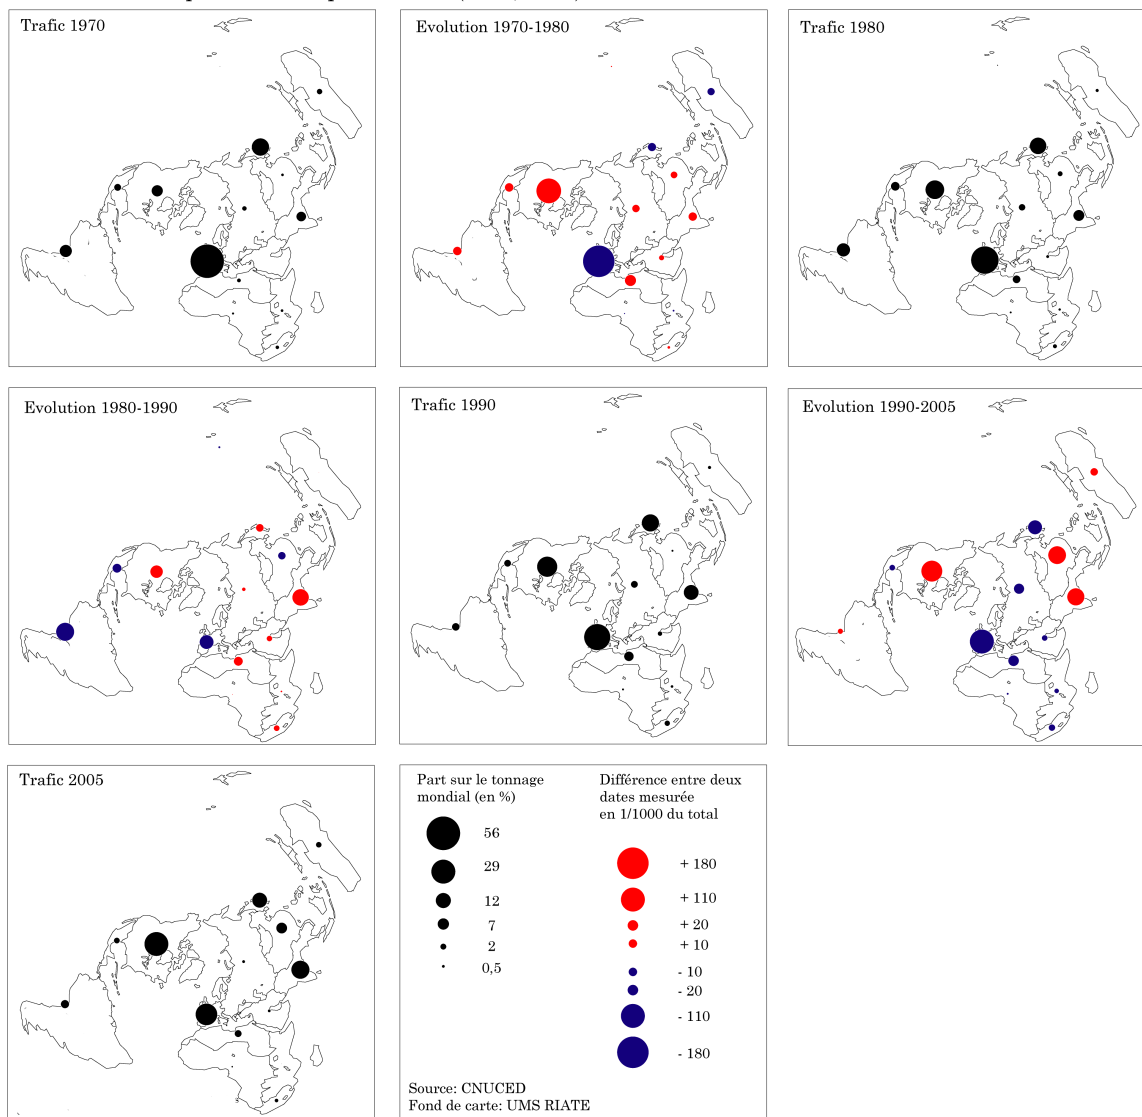 Trafic 1970
Evolution 1970-1980
Trafic 1980
Evolution 1980-1990
Trafic 1990
Evolution 1990-2005
Trafic 2005
Part sur le tonnage
mondial (en %)
56
29
12
7
2
0,5
Différence entre deux
dates mesurée
en 1/1000 du total
+ 180
+ 110
+ 20
+ 10
- 10
- 20
- 110
- 180
Source: CNUCED
Fond de carte: UMS RIATE